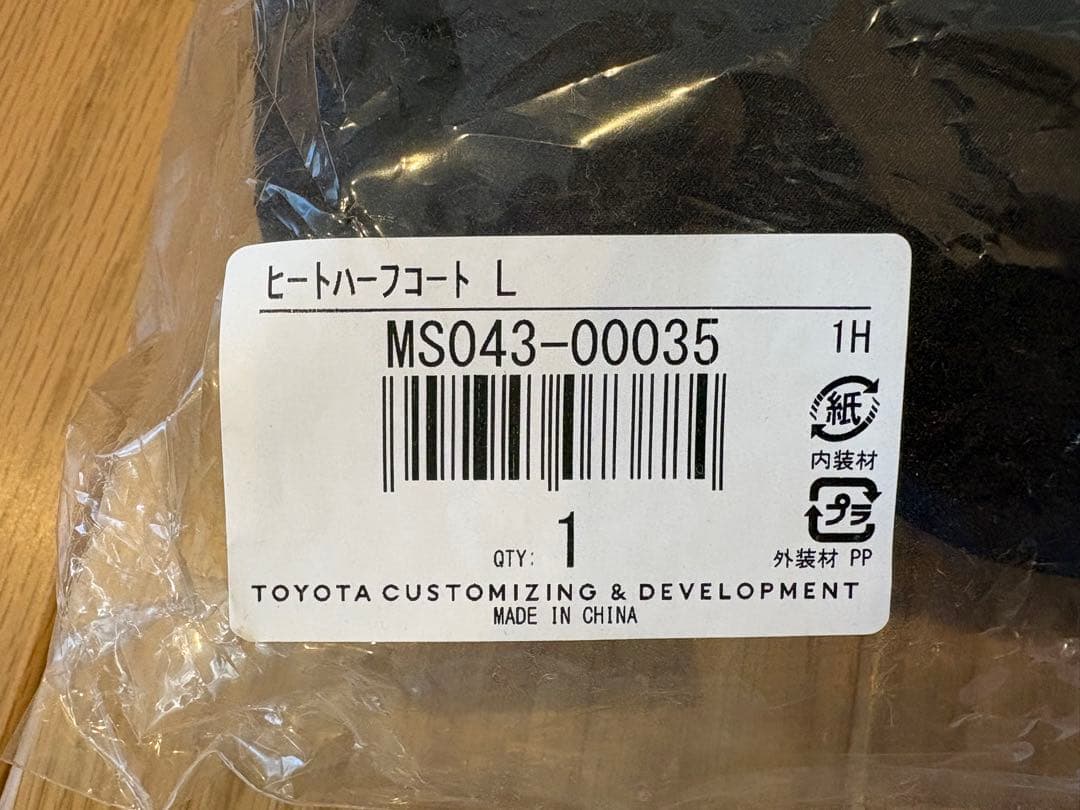 ヒートハーフコート L
MS043-00035
1H
紙
内装材
プラ
外装材 PP
QTY: 1
TOYOTA CUSTOMIZING & DEVELOPMENT
MADE IN CHINA